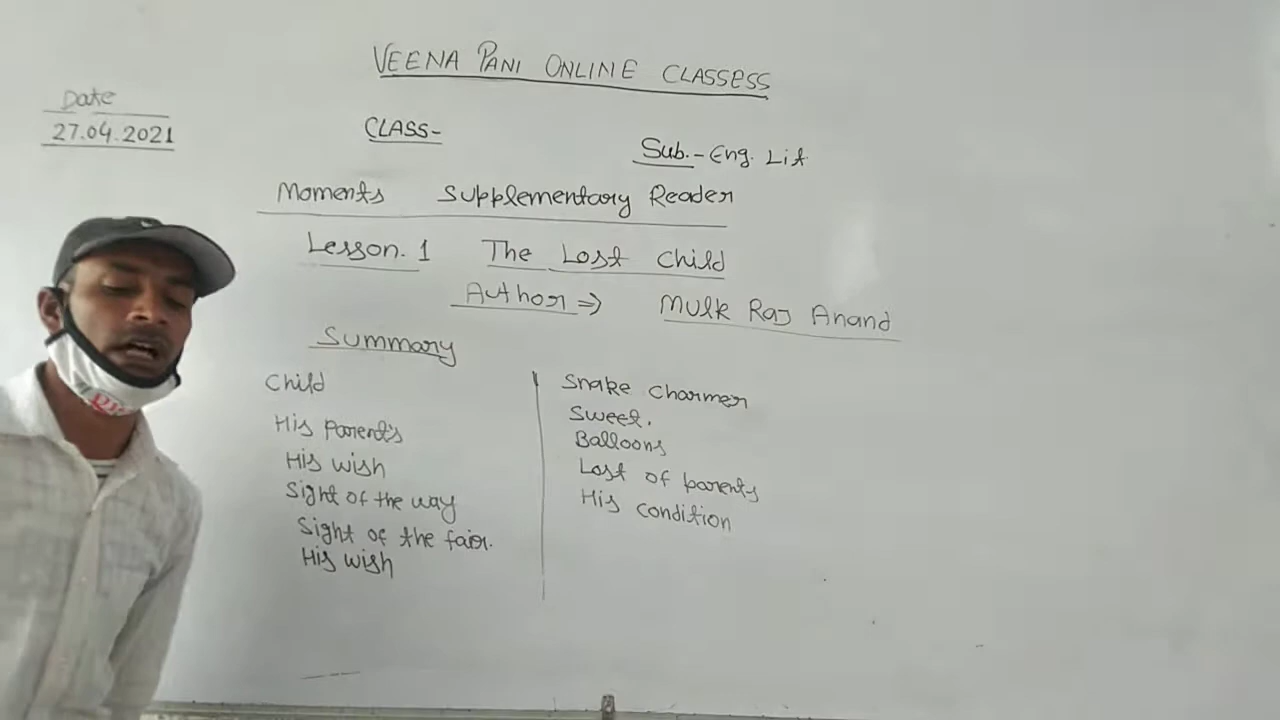 VEENA PANI ONLINE CLASSESS
Date
27.04.2021
CLASS-
Sub.- Eng. Lit
Moments Supplementary Reader
Lesson. 1 The Lost Child
Author ⇒ Mulk Raj Anand
Summary
Child
His Parent's
His wish
Sight of the way
Sight of the fair.
His wish
Snake Charmer
Sweet.
Balloons
Lost of parents
His condition